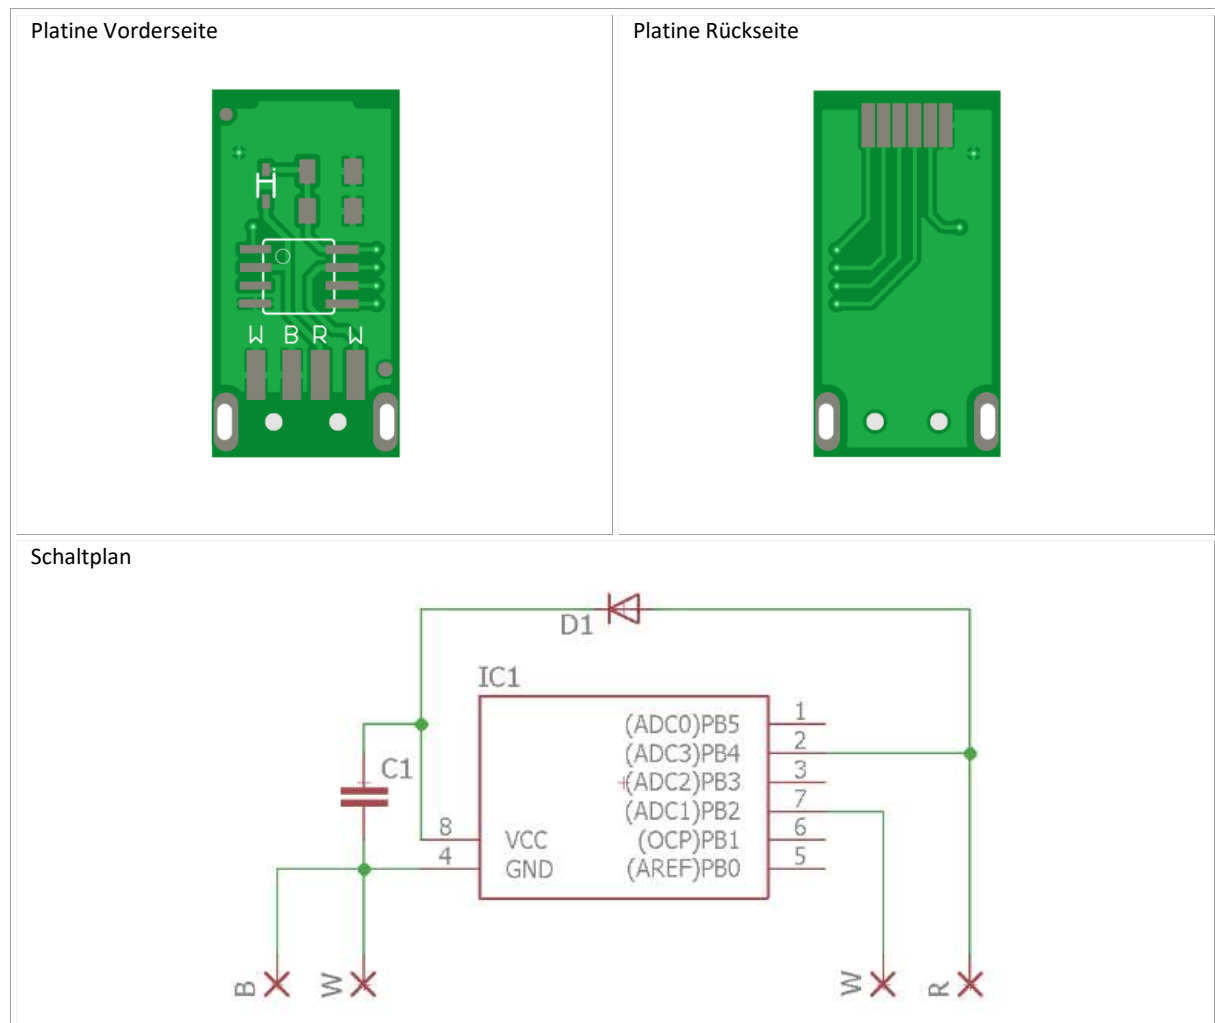 Platine Vorderseite
Platine Rückseite
H
W B R W
Schaltplan
D1
IC1
(ADC0)PB5 1
(ADC3)PB4 2
C1
(ADC2)PB3 3
(ADC1)PB2 7
8 VCC (OCP)PB1 6
4 GND (AREF)PB0 5
B W W R